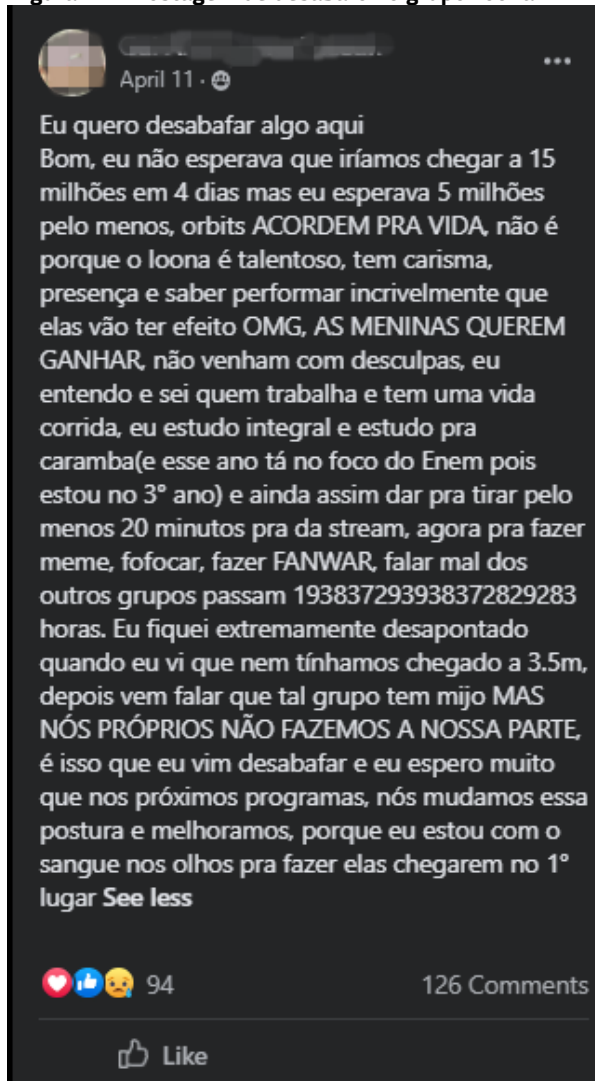 April 11
Eu quero desabafar algo aqui
Bom, eu não esperava que iríamos chegar a 15
milhões em 4 dias mas eu esperava 5 milhões
pelo menos, orbits ACORDEM PRA VIDA, não é
porque o loona é talentoso, tem carisma,
presença e saber performar incrivelmente que
elas vão ter efeito OMG, AS MENINAS QUEREM
GANHAR, não venham com desculpas, eu
entendo e sei quem trabalha e tem uma vida
corrida, eu estudo integral e estudo pra
caramba(e esse ano tá no foco do Enem pois
estou no 3° ano) e ainda assim dar pra tirar pelo
menos 20 minutos pra da stream, agora pra fazer
meme, fofocar, fazer FANWAR, falar mal dos
outros grupos passam 193837293938372829283
horas. Eu fiquei extremamente desapontado
quando eu vi que nem tínhamos chegado a 3.5m,
depois vem falar que tal grupo tem mijo MAS
NÓS PRÓPRIOS NÃO FAZEMOS A NOSSA PARTE,
é isso que eu vim desabafar e eu espero muito
que nos próximos programas, nós mudamos essa
postura e melhoramos, porque eu estou com o
sangue nos olhos pra fazer elas chegarem no 1°
lugar See less
94 126 Comments
Like